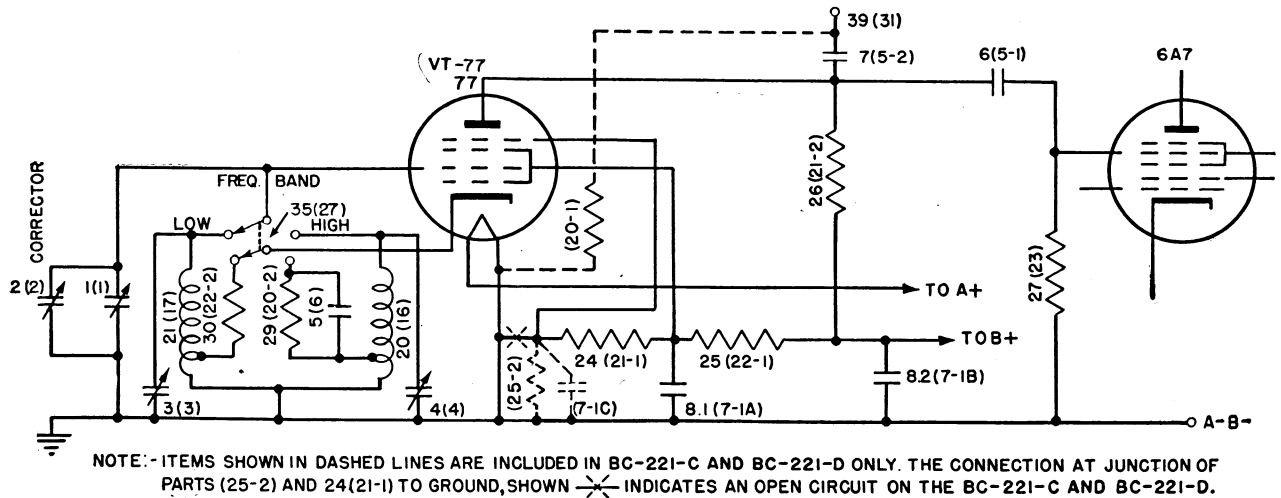 39 (31)
7(5-2)
6(5-1)
6A7
VT-77
77
26 (21-2)
(20-1)
CORRECTOR
FREQ. BAND
35(27)
LOW
HIGH
2 (2)
1(1)
21(17)
30(22-2)
29(20-2)
5(6)
20(16)
27(23)
TO A+
TO B+
24 (21-1)
25 (22-1)
3 (3)
4(4)
(25-2)
(7-1C)
8.1 (7-1A)
8.2 (7-1B)
A-B-
NOTE:- ITEMS SHOWN IN DASHED LINES ARE INCLUDED IN BC-221-C AND BC-221-D ONLY. THE CONNECTION AT JUNCTION OF
PARTS (25-2) AND 24(21-1) TO GROUND, SHOWN INDICATES AN OPEN CIRCUIT ON THE BC-221-C AND BC-221-D.